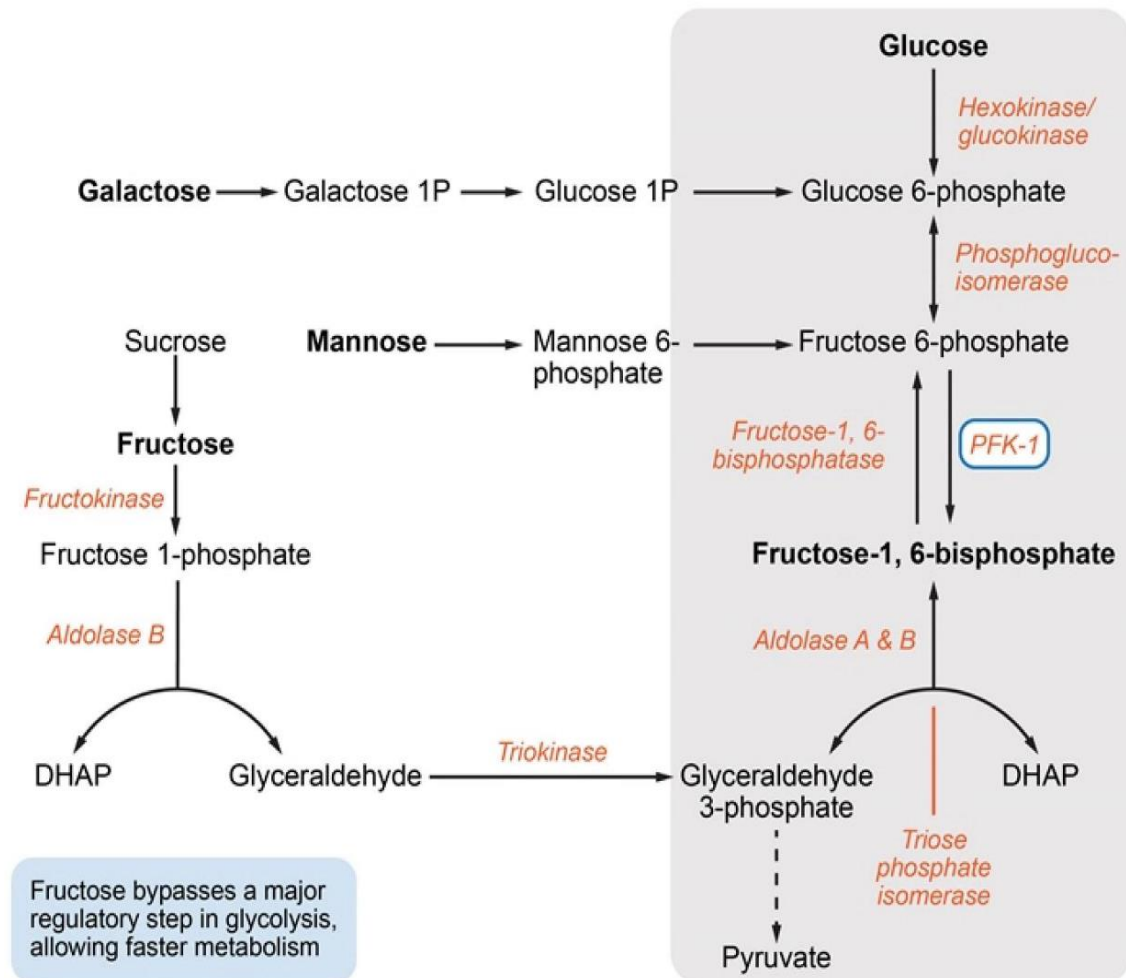 Glucose
Hexokinase/
glucokinase
Galactose
Galactose 1P
Glucose 1P
Glucose 6-phosphate
Phosphogluco-
isomerase
Sucrose
Mannose
Mannose 6-
phosphate
Fructose 6-phosphate
Fructose
Fructose-1, 6-
bisphosphatase
PFK-1
Fructokinase
Fructose 1-phosphate
Fructose-1, 6-bisphosphate
Aldolase B
Aldolase A & B
DHAP
Glyceraldehyde
Triokinase
Glyceraldehyde
3-phosphate
DHAP
Triose
phosphate
isomerase
Fructose bypasses a major
regulatory step in glycolysis,
allowing faster metabolism
Pyruvate